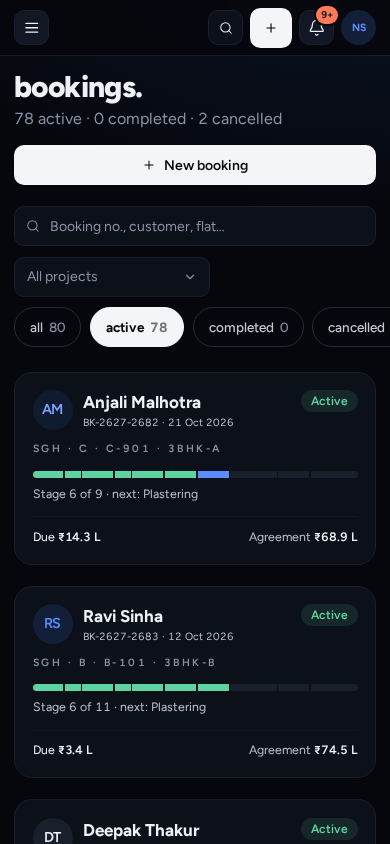 9+
NS
bookings.
78 active · 0 completed · 2 cancelled
+ New booking
Booking no., customer, flat...
All projects
all 80
active 78
completed 0
cancelled
AM
Anjali Malhotra
Active
BK-2627-2682 · 21 Oct 2026
SGH · C · C-901 · 3BHK-A
Stage 6 of 9 · next: Plastering
Due ₹14.3 L
Agreement ₹68.9 L
RS
Ravi Sinha
Active
BK-2627-2683 · 12 Oct 2026
SGH · B · B-101 · 3BHK-B
Stage 6 of 11 · next: Plastering
Due ₹3.4 L
Agreement ₹74.5 L
DT
Deepak Thakur
Active